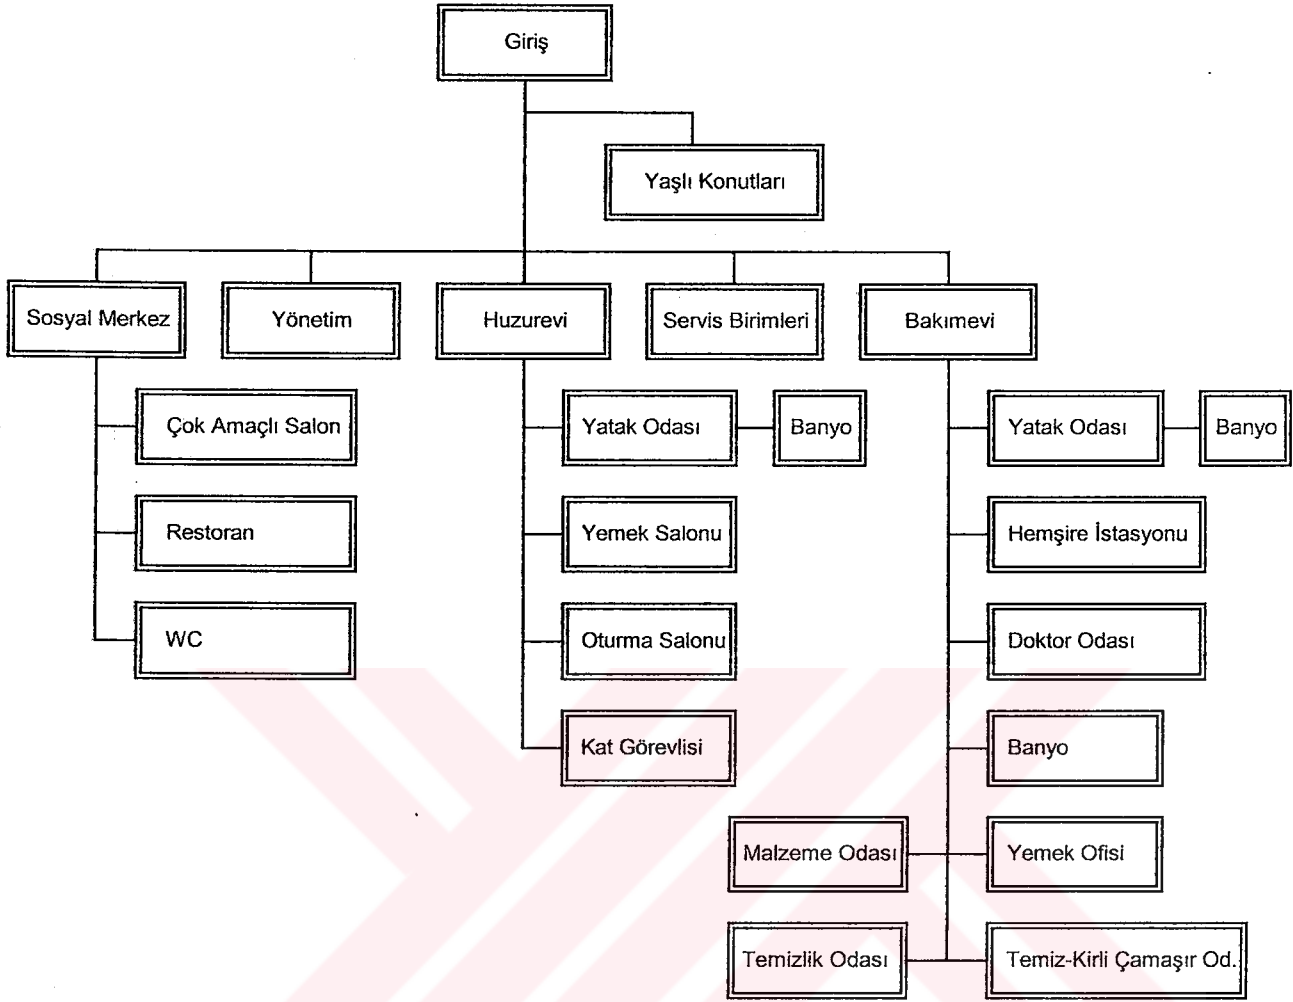 Giriş
Yaşlı Konutları
Sosyal Merkez
Yönetim
Huzurevi
Servis Birimleri
Bakımevi
Çok Amaçlı Salon
Yatak Odası
Banyo
Yatak Odası
Banyo
Restoran
Yemek Salonu
Hemşire İstasyonu
WC
Oturma Salonu
Doktor Odası
Kat Görevlisi
Banyo
Malzeme Odası
Yemek Ofisi
Temizlik Odası
Temiz-Kirli Çamaşır Od.